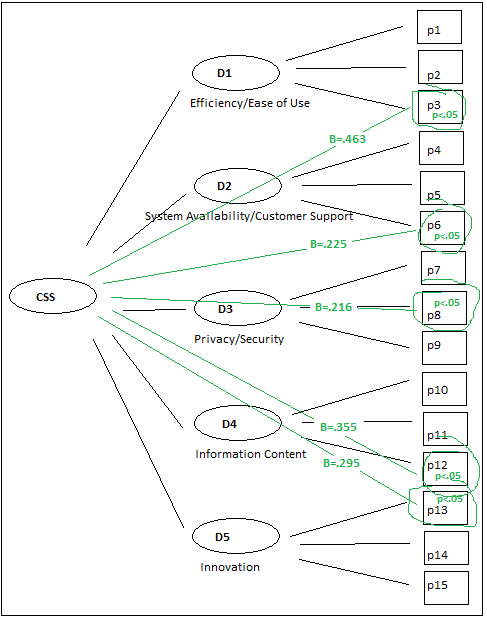 p1
D1
p2
Efficiency/Ease of Use
p3
p<.05
B=.463
p4
D2
p5
System Availability/Customer Support
p6
p<.05
B=.225
p7
CSS
D3
B=.216
p<.05
p8
Privacy/Security
p9
p10
D4
B=.355
p11
Information Content
B=.295
p12
p<.05
p<.05
p13
D5
p14
Innovation
p15